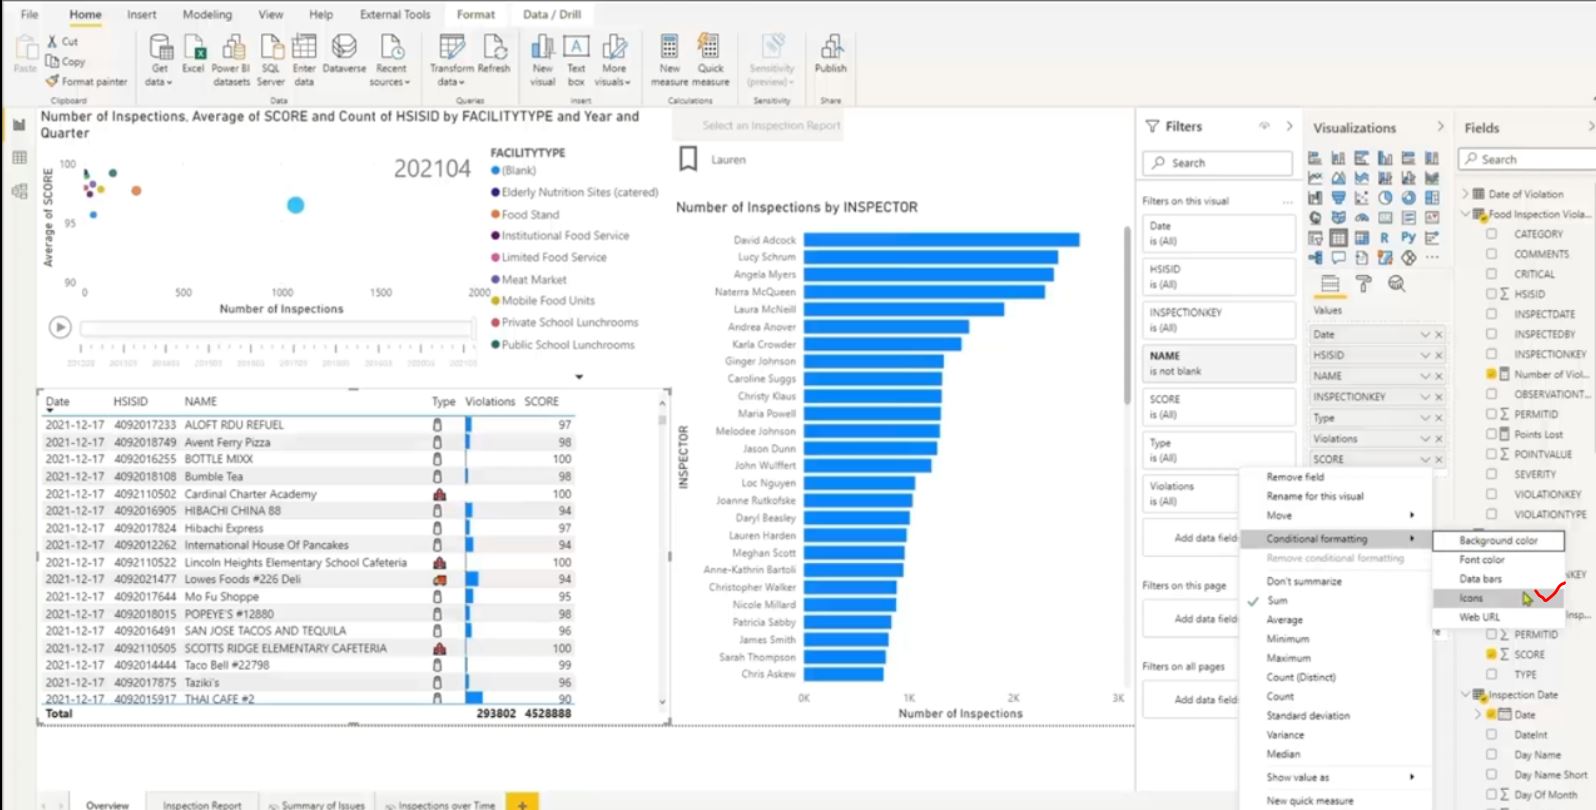 File Home Insert Modeling View Help External Tools Format Data / Drill
Paste
Cut
Copy
Format painter
Clipboard
Get data
Excel
Power BI datasets
SQL Server
Enter data
Dataverse
Recent sources
Data
Transform data
Refresh
Queries
New visual
Text box
More visuals
Insert
New measure
Quick measure
Calculations
Sensitivity (preview)
Sensitivity
Publish
Share
Number of Inspections, Average of SCORE and Count of HSISID by FACILITYTYPE and Year and
Quarter
202104
Average of SCORE
100
95
90
0 500 1000 1500 2000
Number of Inspections
FACILITYTYPE
(Blank)
Elderly Nutrition Sites (catered)
Food Stand
Institutional Food Service
Limited Food Service
Meat Market
Mobile Food Units
Private School Lunchrooms
Public School Lunchrooms
Date HSISID NAME Type Violations SCORE
2021-12-17 4092017233 ALOFT RDU REFUEL 97
2021-12-17 4092018749 Avent Ferry Pizza 98
2021-12-17 4092016255 BOTTLE MIXX 100
2021-12-17 4092018108 Bumble Tea 98
2021-12-17 4092110502 Cardinal Charter Academy 100
2021-12-17 4092016905 HIBACHI CHINA 88 94
2021-12-17 4092017824 Hibachi Express 97
2021-12-17 4092012262 International House Of Pancakes 94
2021-12-17 4092110522 Lincoln Heights Elementary School Cafeteria 100
2021-12-17 4092021477 Lowes Foods #226 Deli 94
2021-12-17 4092017644 Mo Fu Shoppe 95
2021-12-17 4092018015 POPEYE'S #12880 98
2021-12-17 4092016491 SAN JOSE TACOS AND TEQUILA 96
2021-12-17 4092110505 SCOTTS RIDGE ELEMENTARY CAFETERIA 100
2021-12-17 4092014444 Taco Bell #22798 99
2021-12-17 4092017875 Taziki's 96
2021-12-17 4092015917 THAI CAFE #2 90
Total 293802 4528888
Select an Inspection Report
Lauren
Number of Inspections by INSPECTOR
INSPECTOR
David Adcock
Lucy Schrum
Angela Myers
Naterra McQueen
Laura McNeill
Andrea Anover
Karla Crowder
Ginger Johnson
Caroline Suggs
Christy Klaus
Maria Powell
Melodee Johnson
Jason Dunn
John Wulffert
Loc Nguyen
Joanne Rutkofske
Daryl Beasley
Lauren Harden
Meghan Scott
Anne-Kathrin Bartoli
Christopher Walker
Nicole Millard
Patricia Sabby
James Smith
Sarah Thompson
Chris Askew
0K 1K 2K 3K
Number of Inspections
Filters
Search
Filters on this visual ...
Date
is (All)
HSISID
is (All)
INSPECTIONKEY
is (All)
NAME
is not blank
SCORE
is (All)
Type
is (All)
Violations
is (All)
Add data field
Filters on this page
Add data field
Filters on all pages
Add data field
Visualizations
R Py
Values
Date
HSISID
NAME
INSPECTIONKEY
Type
Violations
SCORE
Remove field
Rename for this visual
Move
Conditional formatting
Remove conditional formatting
Don't summarize
Sum
Average
Minimum
Maximum
Count (Distinct)
Count
Standard deviation
Variance
Median
Show value as
New quick measure
Background color
Font color
Data bars
Icons
Web URL
Fields
Search
Date of Violation
Food Inspection Viola...
CATEGORY
COMMENTS
CRITICAL
HSISID
INSPECTDATE
INSPECTEDBY
INSPECTIONKEY
Number of Viol...
OBSERVATIONT...
PERMITID
Points Lost
POINTVALUE
SEVERITY
VIOLATIONKEY
VIOLATIONTYPE
PERMITID
SCORE
TYPE
Inspection Date
Date
DateInt
Day Name
Day Name Short
Day Of Month
Overview Inspection Report Summary of Issues Inspections over Time +